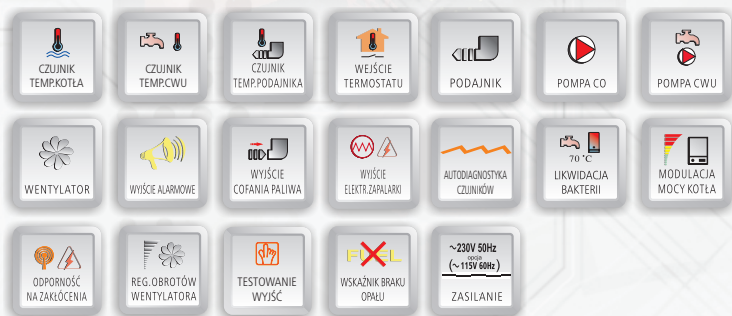 CZUJNIK
TEMP.KOTŁA
CZUJNIK
TEMP.CWU
CZUJNIK
TEMP.PODAJNIKA
WEJŚCIE
TERMOSTATU
PODAJNIK
POMPA CO
POMPA CWU
WENTYLATOR
WYJŚCIE ALARMOWE
WYJŚCIE
COFANIA PALIWA
WYJŚCIE
ELEKTR.ZAPALARKI
AUTODIAGNOSTYKA
CZUJNIKÓW
70 °C
LIKWIDACJA
BAKTERII
MODULACJA
MOCY KOTŁA
ODPORNOŚĆ
NA ZAKŁÓCENIA
REG.OBROTÓW
WENTYLATORA
TESTOWANIE
WYJŚĆ
FUEL
WSKAŹNIK BRAKU
OPAŁU
~230V 50Hz
opcja
(~115V 60Hz)
ZASILANIE